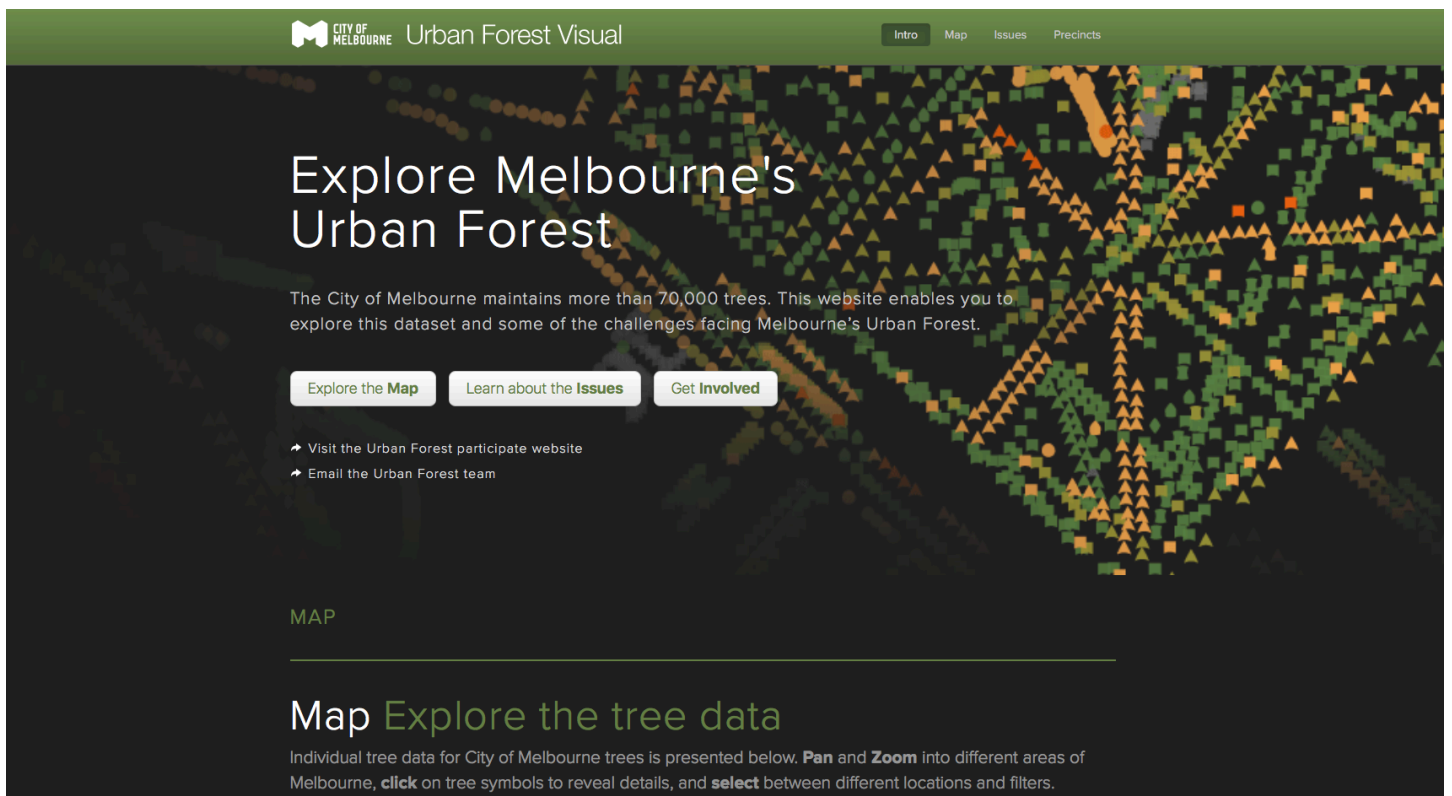 CITY OF
MELBOURNE
Urban Forest Visual
Intro
Map
Issues
Precincts
Explore Melbourne's
Urban Forest
The City of Melbourne maintains more than 70,000 trees. This website enables you to
explore this dataset and some of the challenges facing Melbourne's Urban Forest.
Explore the Map
Learn about the Issues
Get Involved
Visit the Urban Forest participate website
Email the Urban Forest team
MAP
Map Explore the tree data
Individual tree data for City of Melbourne trees is presented below. Pan and Zoom into different areas of
Melbourne, click on tree symbols to reveal details, and select between different locations and filters.